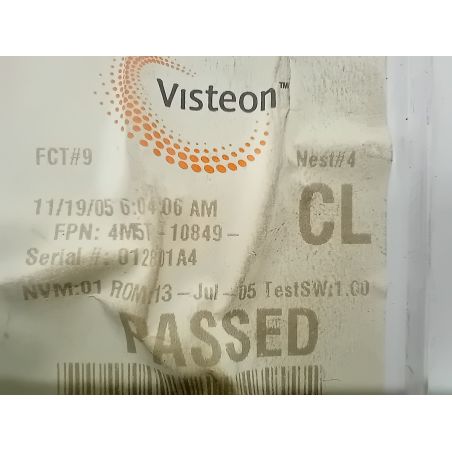 Visteon™
FCT#9 Nest#4
CL
11/19/05 6:04:06 AM
FPN: 4M5T-10849-
Serial #: 012801A4
NVM:01 ROM:13-Jul-05 TestSW:1.00
PASSED